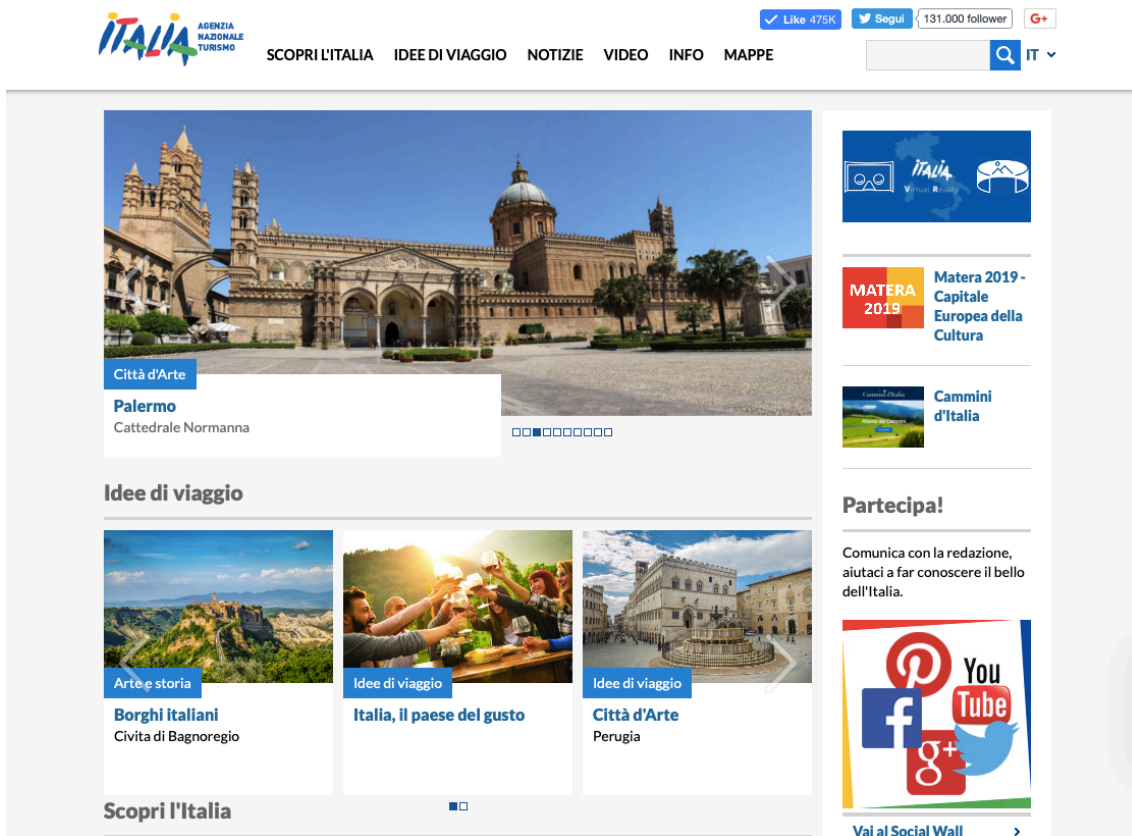 ITALIA
AGENZIA
NAZIONALE
TURISMO
Like 475K
Segui
131.000 follower
G+
SCOPRI L'ITALIA IDEE DI VIAGGIO NOTIZIE VIDEO INFO MAPPE
IT
Città d'Arte
Palermo
Cattedrale Normanna
Idee di viaggio
Arte e storia
Borghi italiani
Civita di Bagnoregio
Idee di viaggio
Italia, il paese del gusto
Idee di viaggio
Città d'Arte
Perugia
Scopri l'Italia
ITALIA
Virtual Reality
MATERA
2019
Matera 2019 -
Capitale
Europea della
Cultura
Cammini d'Italia
Cammini
d'Italia
Partecipa!
Comunica con la redazione,
aiutaci a far conoscere il bello
dell'Italia.
You
Tube
f
g+
Vai al Social Wall